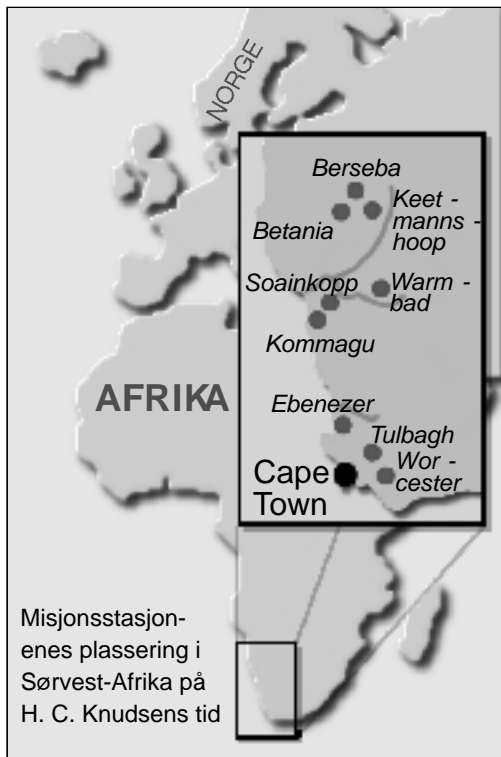 NORGE
Berseba
Keet -
manns -
hoop
Betania
Soainkopp
Warm -
bad
Kommagu
AFRIKA
Ebenezer
Tulbagh
Wor -
cester
Cape
Town
Misjonsstasjon-
enes plassering i
Sørvest-Afrika på
H. C. Knudsens tid